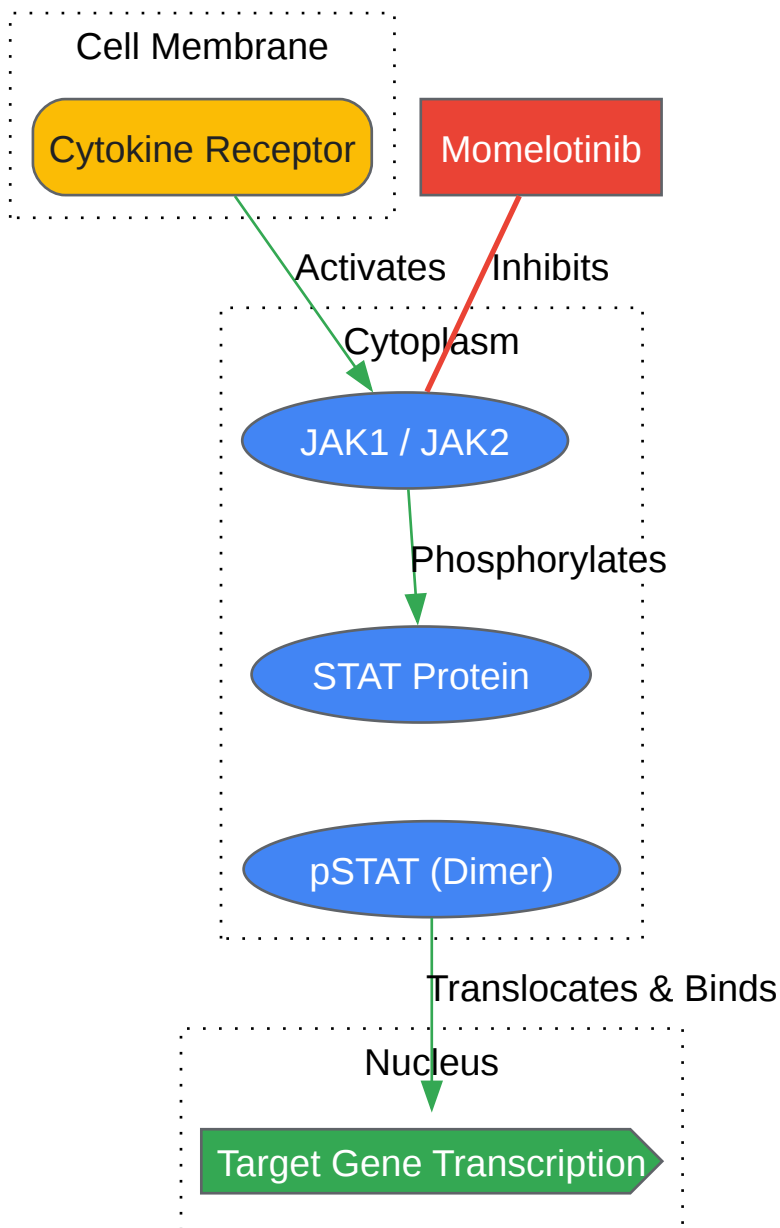 Cell Membrane
Cytokine Receptor
Momelotinib
Activates
Inhibits
Cytoplasm
JAK1 / JAK2
Phosphorylates
STAT Protein
pSTAT (Dimer)
Translocates & Binds
Nucleus
Target Gene Transcription